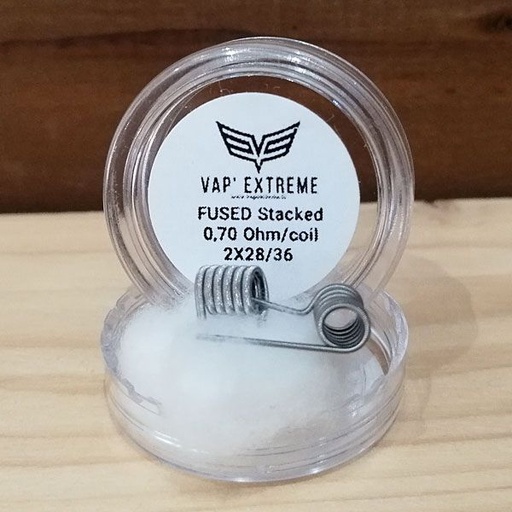 VAP' EXTREME
FUSED Stacked
0,70 Ohm/coil
2X28/36